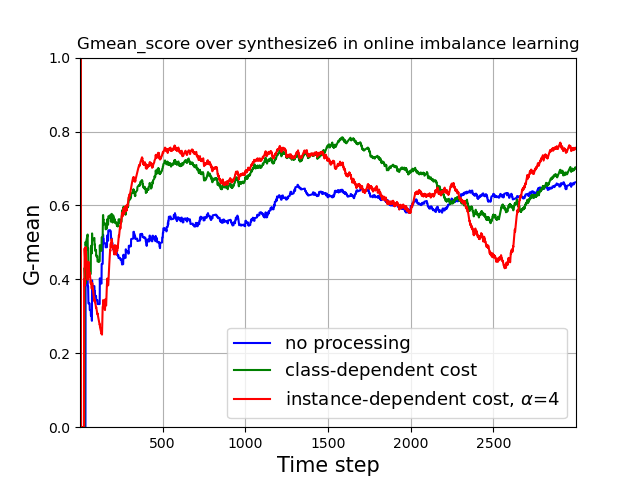 Gmean_score over synthesize6 in online imbalance learning
1.0
0.8
0.6
0.4
0.2
0.0
G-mean
no processing
class-dependent cost
instance-dependent cost, α=4
500 1000 1500 2000 2500
Time step